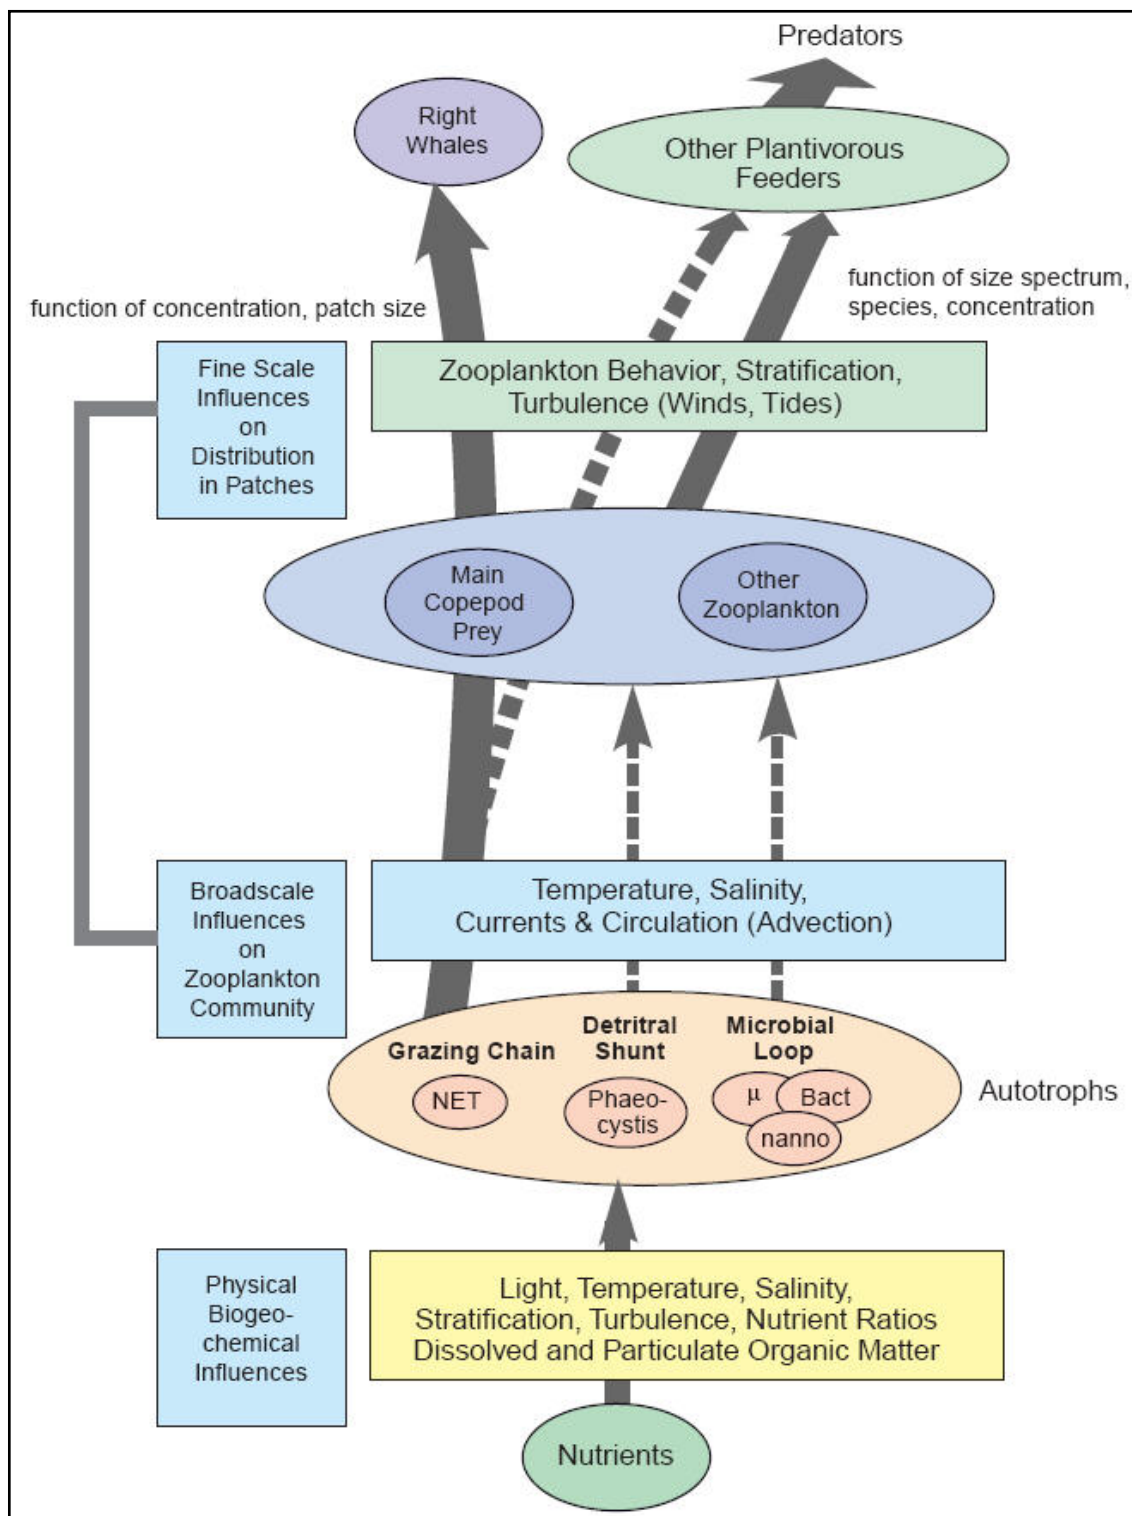 Predators
Right
Whales
Other Plantivorous
Feeders
function of concentration, patch size
function of size spectrum,
species, concentration
Fine Scale
Influences
on
Distribution
in Patches
Zooplankton Behavior, Stratification,
Turbulence (Winds, Tides)
Main
Copepod
Prey
Other
Zooplankton
Broadscale
Influences
on
Zooplankton
Community
Temperature, Salinity,
Currents & Circulation (Advection)
Grazing Chain
NET
Detritral
Shunt
Phaeo-
cystis
Microbial
Loop
μ
Bact
nanno
Autotrophs
Physical
Biogeo-
chemical
Influences
Light, Temperature, Salinity,
Stratification, Turbulence, Nutrient Ratios
Dissolved and Particulate Organic Matter
Nutrients